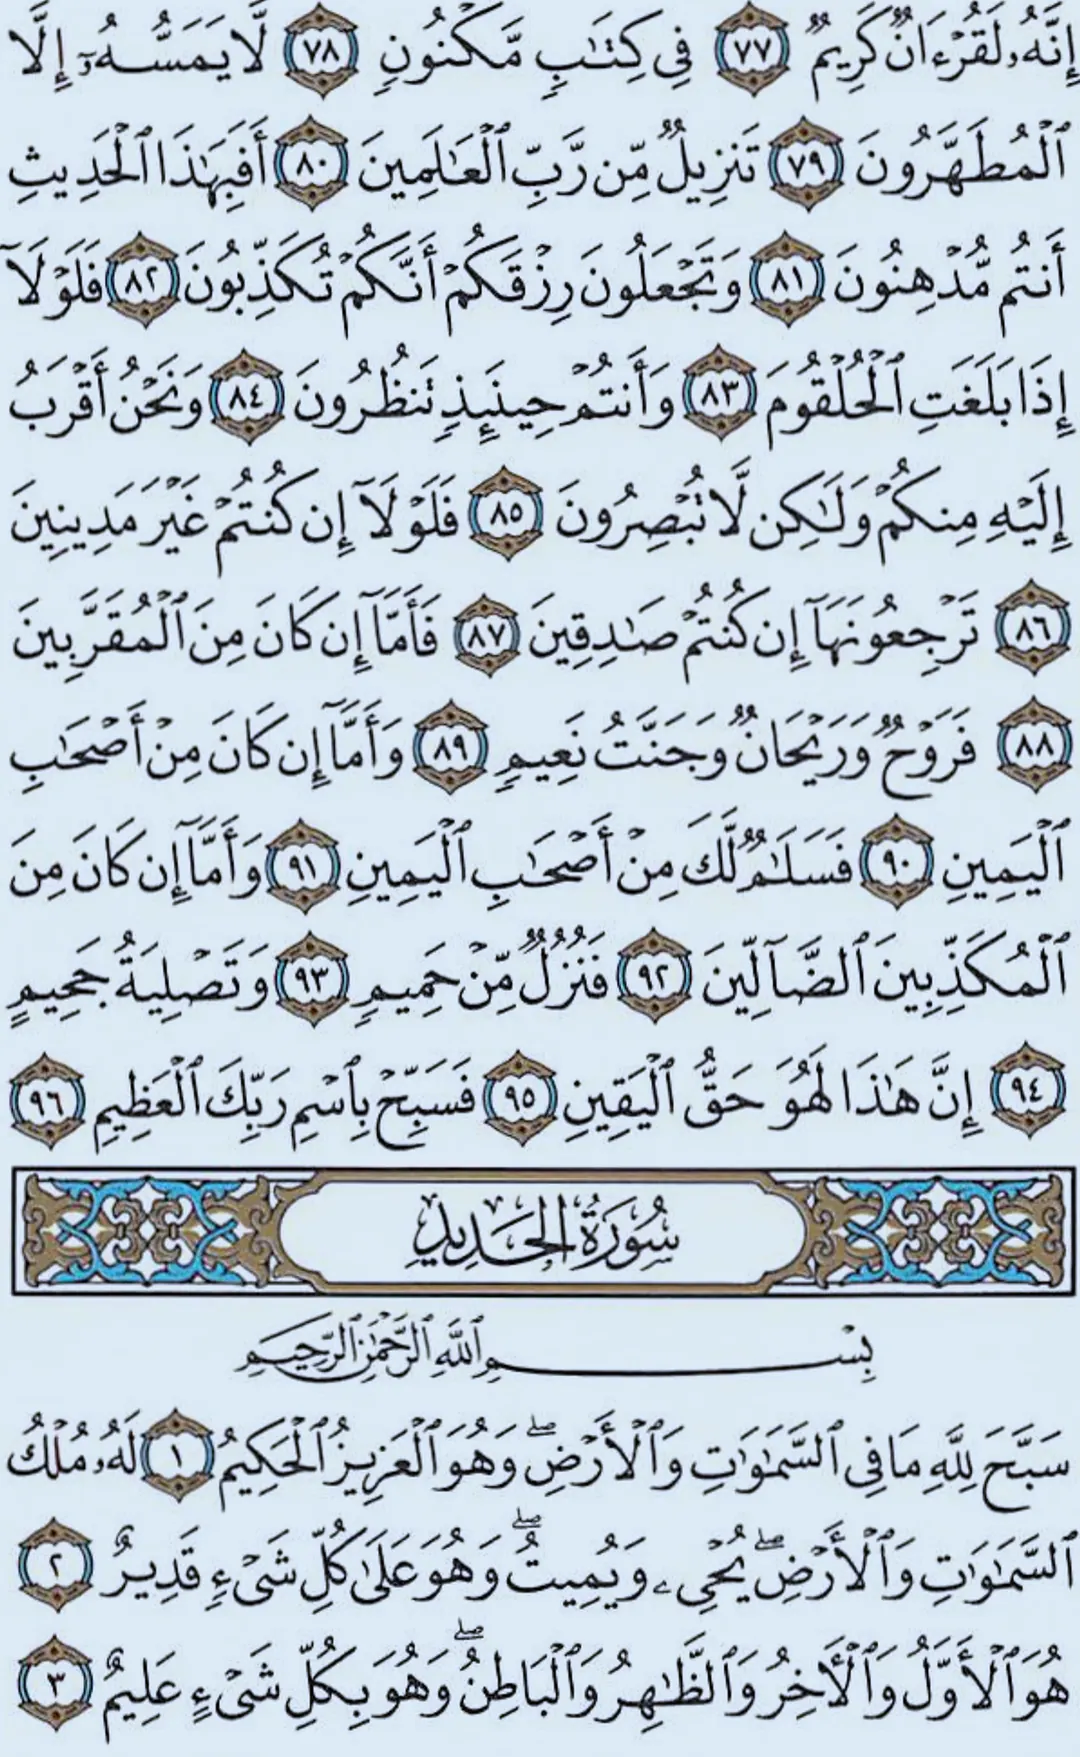 إِنَّهُۥ لَقُرْءَانٌ كَرِيمٌ ٧٧ فِى كِتَٰبٍ مَّكْنُونٍ ٧٨ لَّا يَمَسُّهُۥٓ إِلَّا
ٱلْمُطَهَّرُونَ ٧٩ تَنزِيلٌ مِّن رَّبِّ ٱلْعَٰلَمِينَ ٨٠ أَفَبِهَٰذَا ٱلْحَدِيثِ
أَنتُم مُّدْهِنُونَ ٨١ وَتَجْعَلُونَ رِزْقَكُمْ أَنَّكُمْ تُكَذِّبُونَ ٨٢ فَلَوْلَآ
إِذَا بَلَغَتِ ٱلْحُلْقُومَ ٨٣ وَأَنتُمْ حِينَئِذٍ تَنظُرُونَ ٨٤ وَنَحْنُ أَقْرَبُ
إِلَيْهِ مِنكُمْ وَلَٰكِن لَّا تُبْصِرُونَ ٨٥ فَلَوْلَآ إِن كُنتُمْ غَيْرَ مَدِينِينَ
٨٦ تَرْجِعُونَهَآ إِن كُنتُمْ صَٰدِقِينَ ٨٧ فَأَمَّآ إِن كَانَ مِنَ ٱلْمُقَرَّبِينَ
٨٨ فَرَوْحٌ وَرَيْحَانٌ وَجَنَّتُ نَعِيمٍ ٨٩ وَأَمَّآ إِن كَانَ مِنْ أَصْحَٰبِ
ٱلْيَمِينِ ٩٠ فَسَلَٰمٌ لَّكَ مِنْ أَصْحَٰبِ ٱلْيَمِينِ ٩١ وَأَمَّآ إِن كَانَ مِنَ
ٱلْمُكَذِّبِينَ ٱلضَّآلِّينَ ٩٢ فَنُزُلٌ مِّنْ حَمِيمٍ ٩٣ وَتَصْلِيَةُ جَحِيمٍ
٩٤ إِنَّ هَٰذَا لَهُوَ حَقُّ ٱلْيَقِينِ ٩٥ فَسَبِّحْ بِٱسْمِ رَبِّكَ ٱلْعَظِيمِ ٩٦
سُورَةُ الحَدِيدِ
بِسْمِ ٱللَّهِ ٱلرَّحْمَٰنِ ٱلرَّحِيمِ
سَبَّحَ لِلَّهِ مَا فِى ٱلسَّمَٰوَٰتِ وَٱلْأَرْضِ ۖ وَهُوَ ٱلْعَزِيزُ ٱلْحَكِيمُ ١ لَهُۥ مُلْكُ
ٱلسَّمَٰوَٰتِ وَٱلْأَرْضِ ۖ يُحْىِۦ وَيُمِيتُ ۖ وَهُوَ عَلَىٰ كُلِّ شَىْءٍ قَدِيرٌ ٢
هُوَ ٱلْأَوَّلُ وَٱلْءَاخِرُ وَٱلظَّٰهِرُ وَٱلْبَاطِنُ ۖ وَهُوَ بِكُلِّ شَىْءٍ عَلِيمٌ ٣